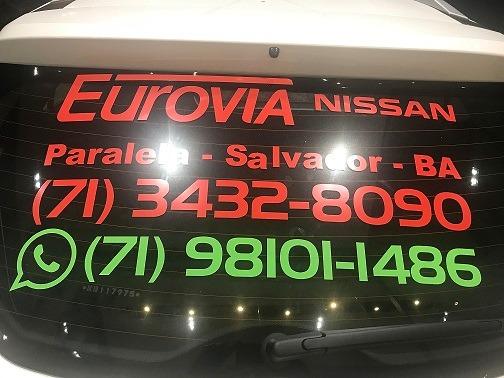 EUROVIA NISSAN
Paralela - Salvador - BA
(71) 3432-8090
(71) 98101-1486